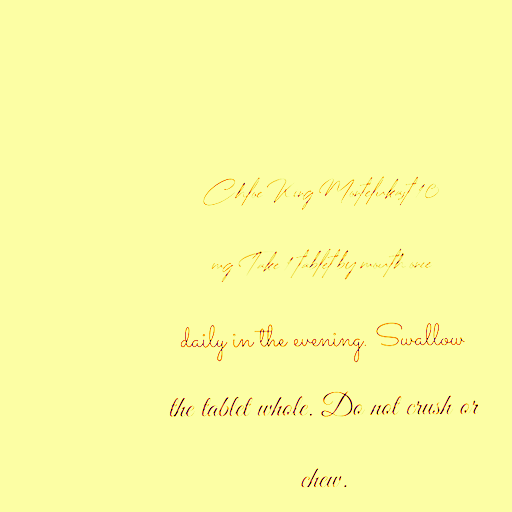 Chloe King Montelukast 10
mg Take 1 tablet by mouth once
daily in the evening. Swallow
the tablet whole. Do not crush or
chew.